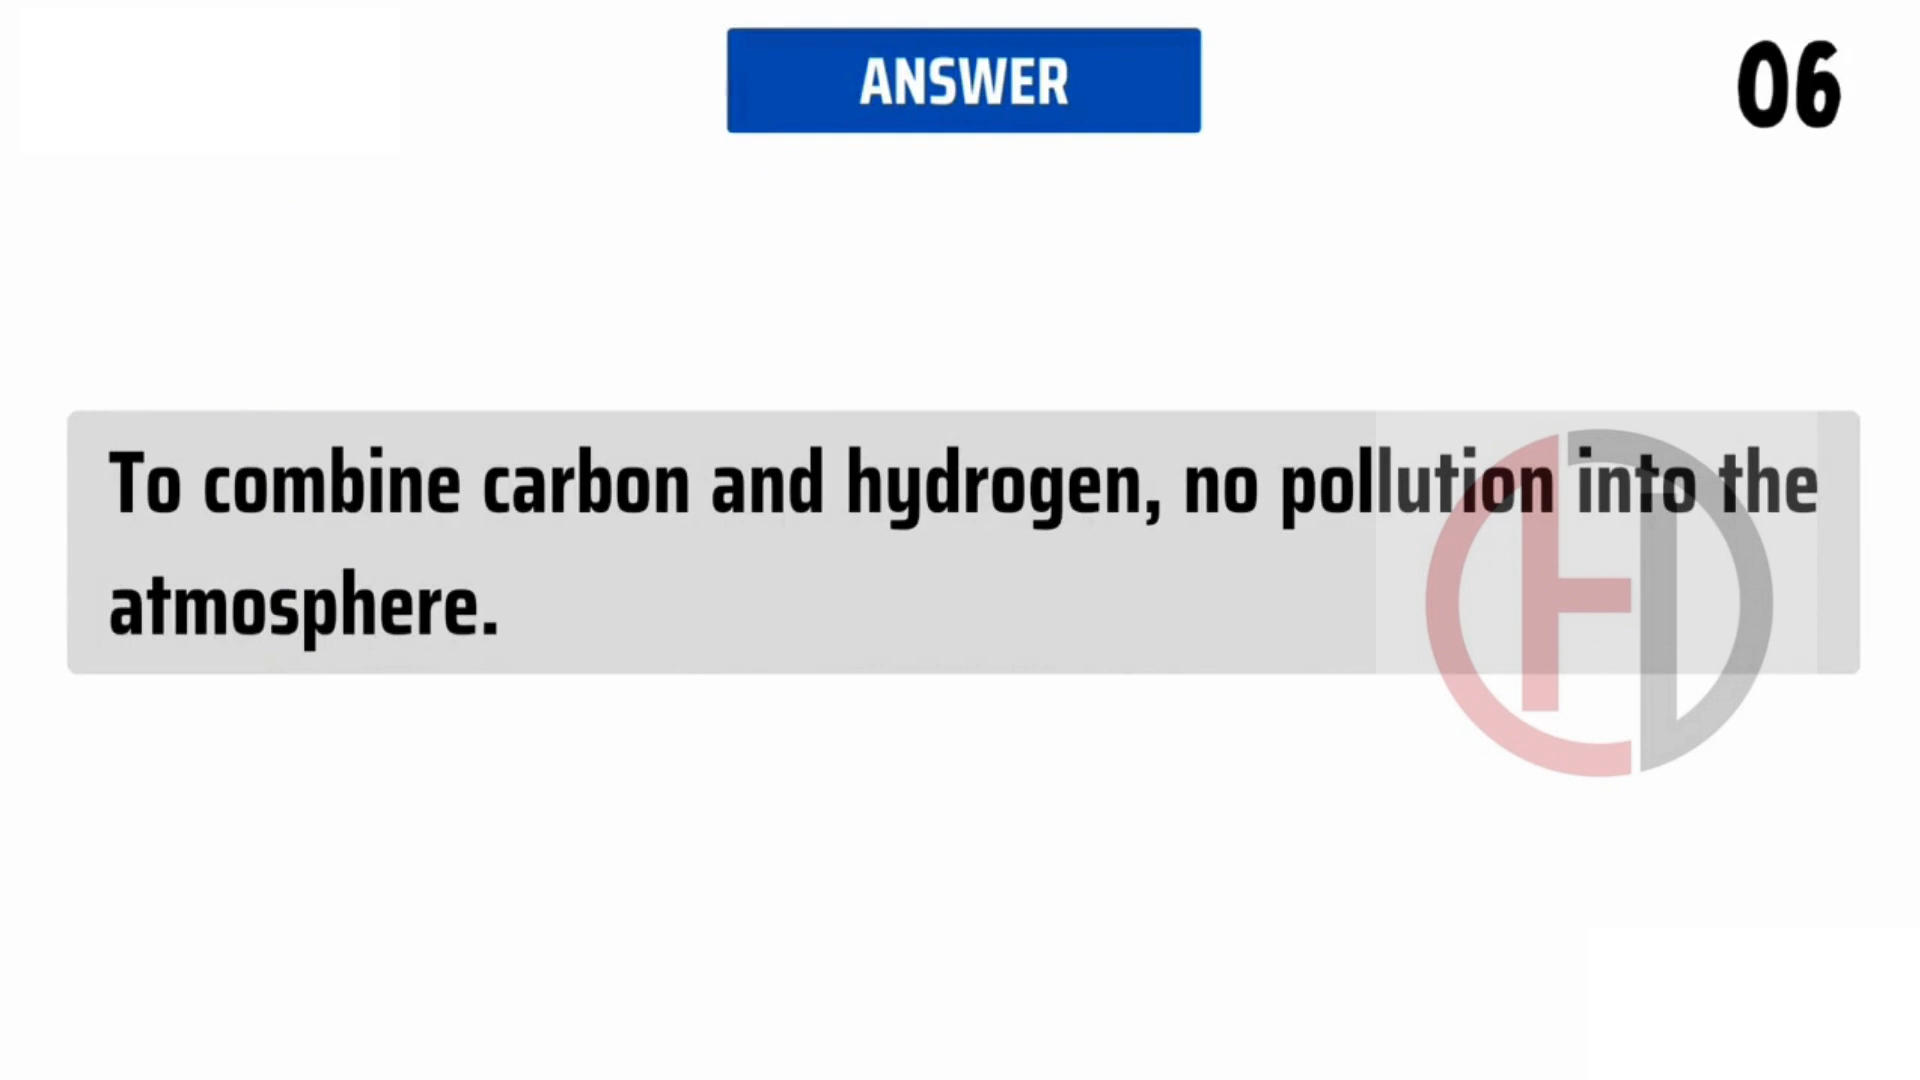 ANSWER
06
To combine carbon and hydrogen, no pollution into the
atmosphere.